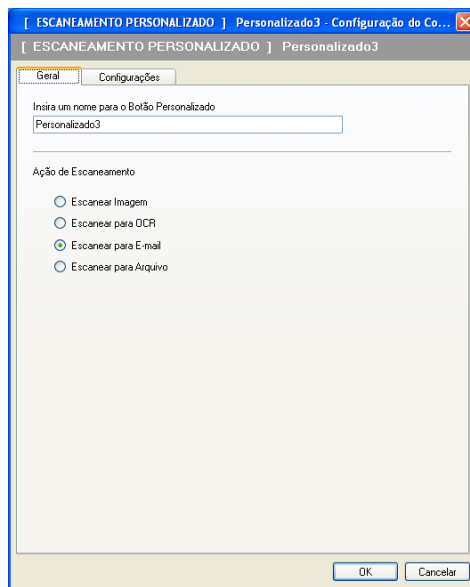 [ ESCANEAMENTO PERSONALIZADO ] Personalizado3 - Configuração do Co...
[ ESCANEAMENTO PERSONALIZADO ] Personalizado3
Geral Configurações
Insira um nome para o Botão Personalizado
Personalizado3
Ação de Escaneamento
Escanear Imagem
Escanear para OCR
Escanear para E-mail
Escanear para Arquivo
OK Cancelar